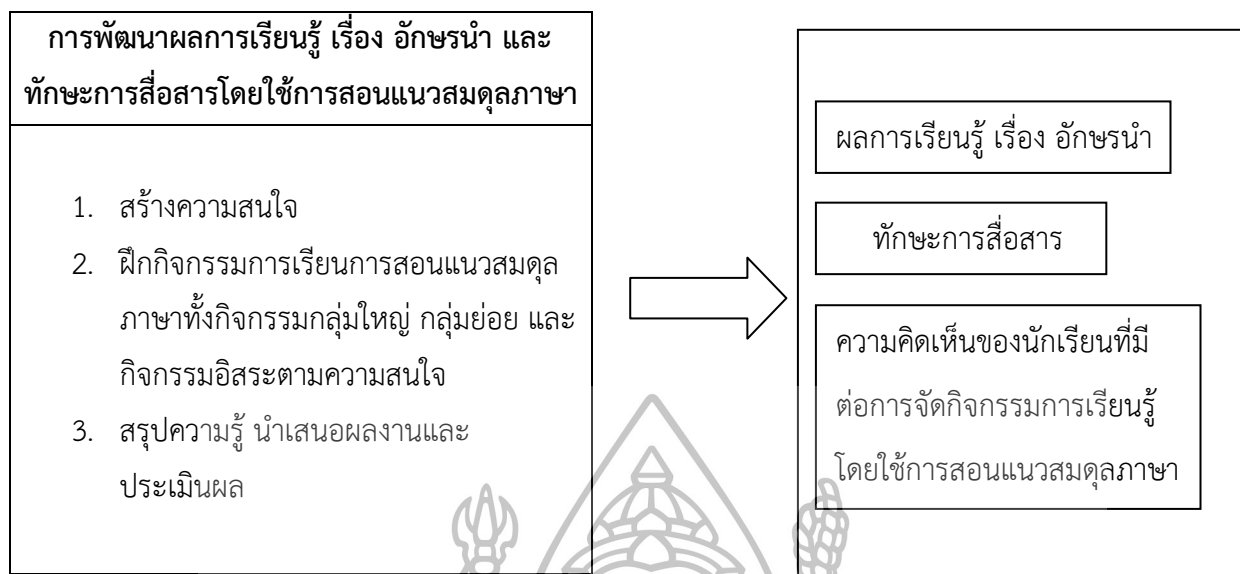 การพัฒนาผลการเรียนรู้ เรื่อง อักษรนำ และ
ทักษะการสื่อสารโดยใช้การสอนแนวสมดุลภาษา
1. สร้างความสนใจ
2. ฝึกกิจกรรมการเรียนการสอนแนวสมดุล
ภาษาทั้งกิจกรรมกลุ่มใหญ่ กลุ่มย่อย และ
กิจกรรมอิสระตามความสนใจ
3. สรุปความรู้ นำเสนอผลงานและ
ประเมินผล
ผลการเรียนรู้ เรื่อง อักษรนำ
ทักษะการสื่อสาร
ความคิดเห็นของนักเรียนที่มี
ต่อการจัดกิจกรรมการเรียนรู้
โดยใช้การสอนแนวสมดุลภาษา